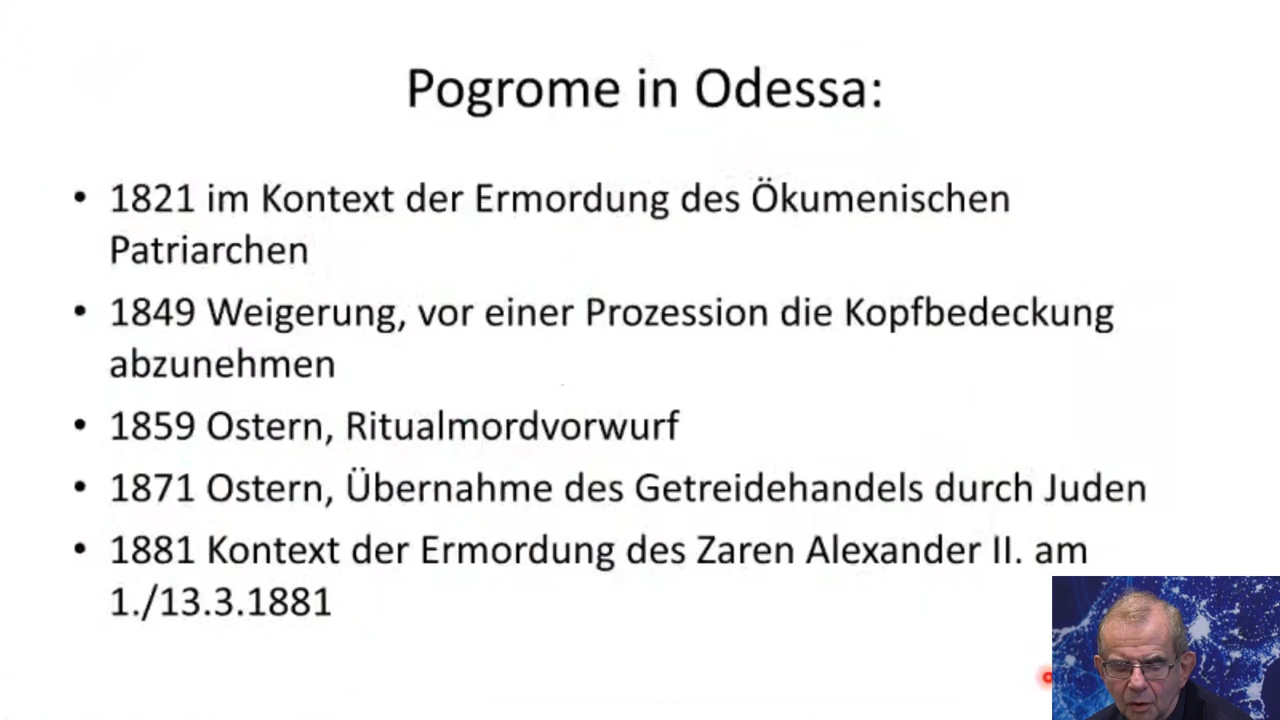 Pogrome in Odessa:
• 1821 im Kontext der Ermordung des Ökumenischen
Patriarchen
• 1849 Weigerung, vor einer Prozession die Kopfbedeckung
abzunehmen
• 1859 Ostern, Ritualmordvorwurf
• 1871 Ostern, Übernahme des Getreidehandels durch Juden
• 1881 Kontext der Ermordung des Zaren Alexander II. am
1./13.3.1881